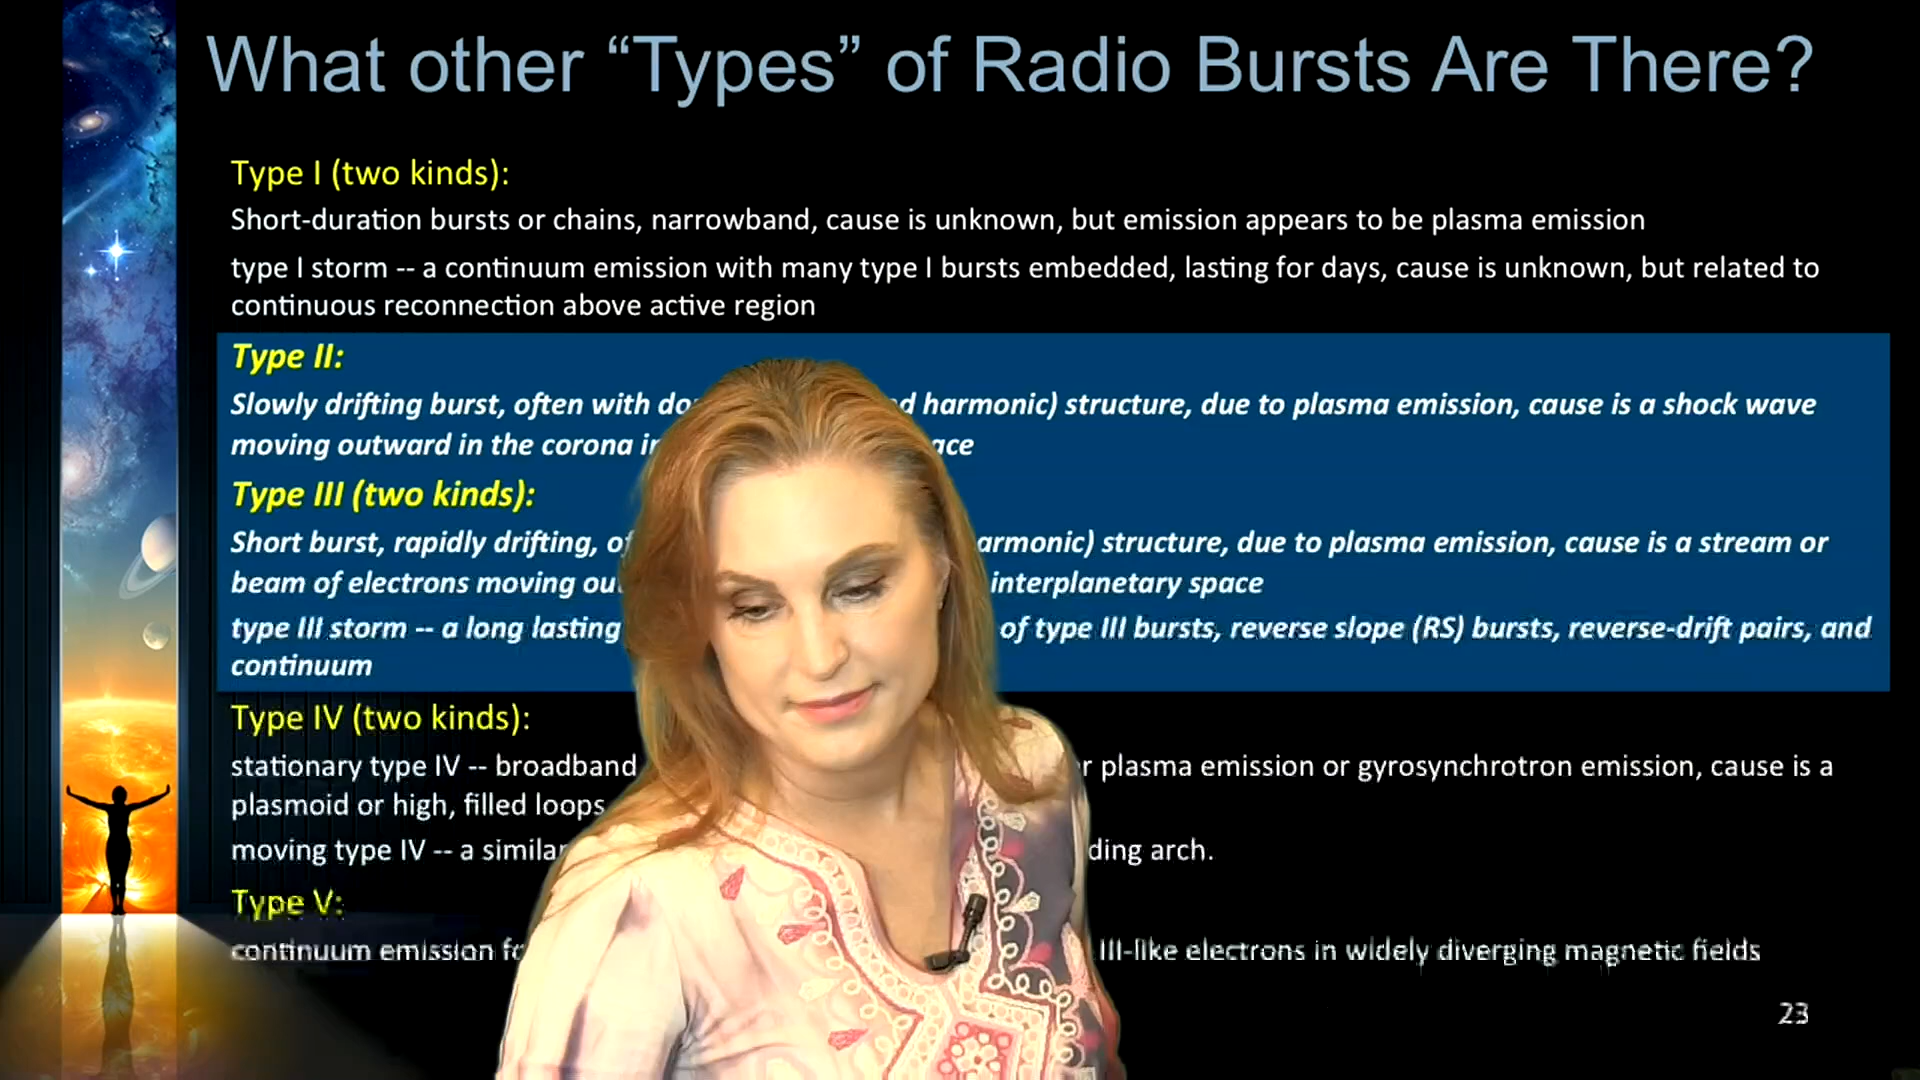 What other “Types” of Radio Bursts Are There?
Type I (two kinds):
Short-duration bursts or chains, narrowband, cause is unknown, but emission appears to be plasma emission
type I storm -- a continuum emission with many type I bursts embedded, lasting for days, cause is unknown, but related to
continuous reconnection above active region
Type II:
Slowly drifting burst, often with harmonic) structure, due to plasma emission, cause is a shock wave
moving outward in the corona
Type III (two kinds):
Short burst, rapidly drifting, structure, due to plasma emission, cause is a stream or
beam of electrons moving interplanetary space
type III storm -- a long lasting of type III bursts, reverse slope (RS) bursts, reverse-drift pairs, and
continuum
Type IV (two kinds):
stationary type IV -- broadband plasma emission or gyrosynchrotron emission, cause is a
plasmoid or high, filled loops
moving type IV -- a arch.
Type V:
continuum emission III-like electrons in widely diverging magnetic fields
23